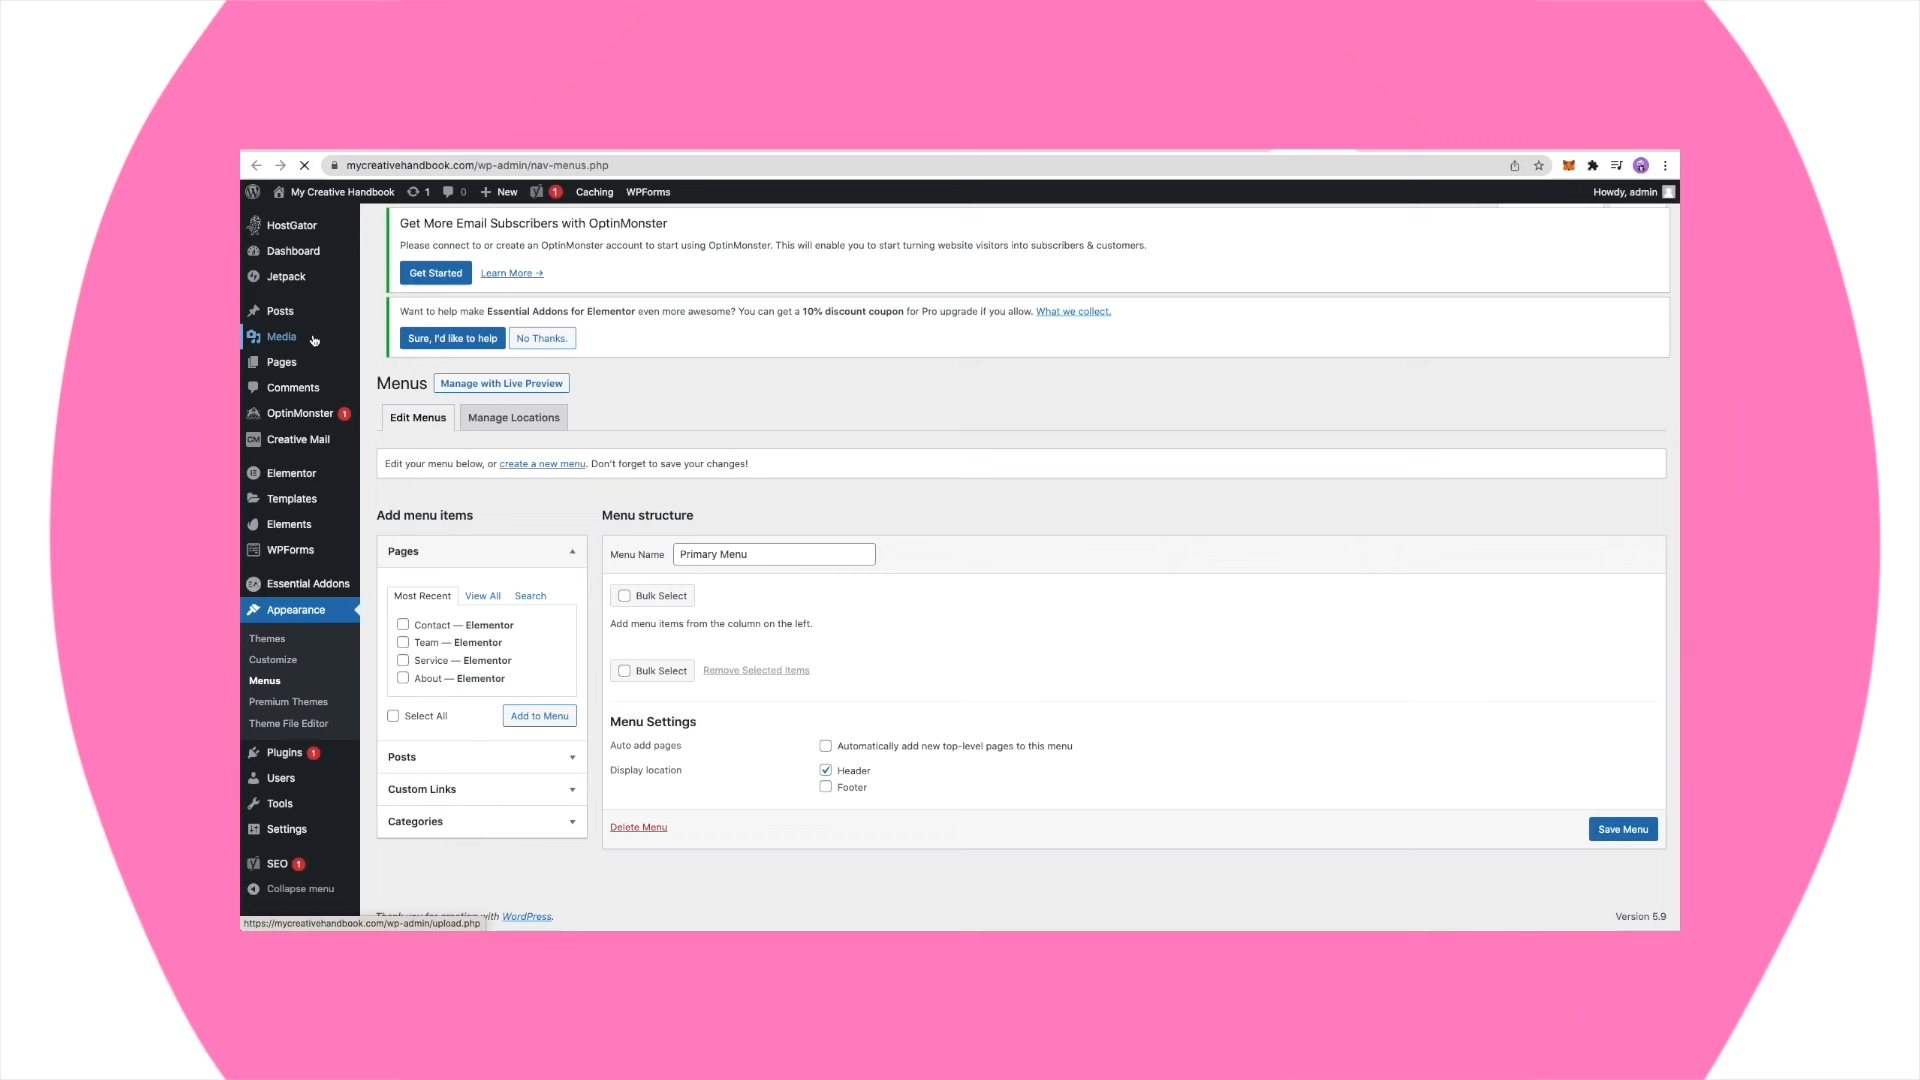 mycreativehandbook.com/wp-admin/nav-menus.php
My Creative Handbook 1 0 New 1 Caching WPForms Howdy, admin
HostGator
Dashboard
Jetpack
Posts
Media
Pages
Comments
OptinMonster 1
CM Creative Mail
Elementor
Templates
Elements
WPForms
EA Essential Addons
Appearance
Themes
Customize
Menus
Premium Themes
Theme File Editor
Plugins 1
Users
Tools
Settings
SEO 1
Collapse menu
Get More Email Subscribers with OptinMonster
Please connect to or create an OptinMonster account to start using OptinMonster. This will enable you to start turning website visitors into subscribers & customers.
Get Started Learn More →
Want to help make Essential Addons for Elementor even more awesome? You can get a 10% discount coupon for Pro upgrade if you allow. What we collect.
Sure, I'd like to help No Thanks.
Menus Manage with Live Preview
Edit Menus Manage Locations
Edit your menu below, or create a new menu. Don't forget to save your changes!
Add menu items
Pages
Most Recent View All Search
Contact — Elementor
Team — Elementor
Service — Elementor
About — Elementor
Select All Add to Menu
Posts
Custom Links
Categories
Menu structure
Menu Name Primary Menu
Bulk Select
Add menu items from the column on the left.
Bulk Select Remove Selected Items
Menu Settings
Auto add pages Automatically add new top-level pages to this menu
Display location Header
Footer
Delete Menu Save Menu
Thank you for creating with WordPress. Version 5.9
https://mycreativehandbook.com/wp-admin/upload.php